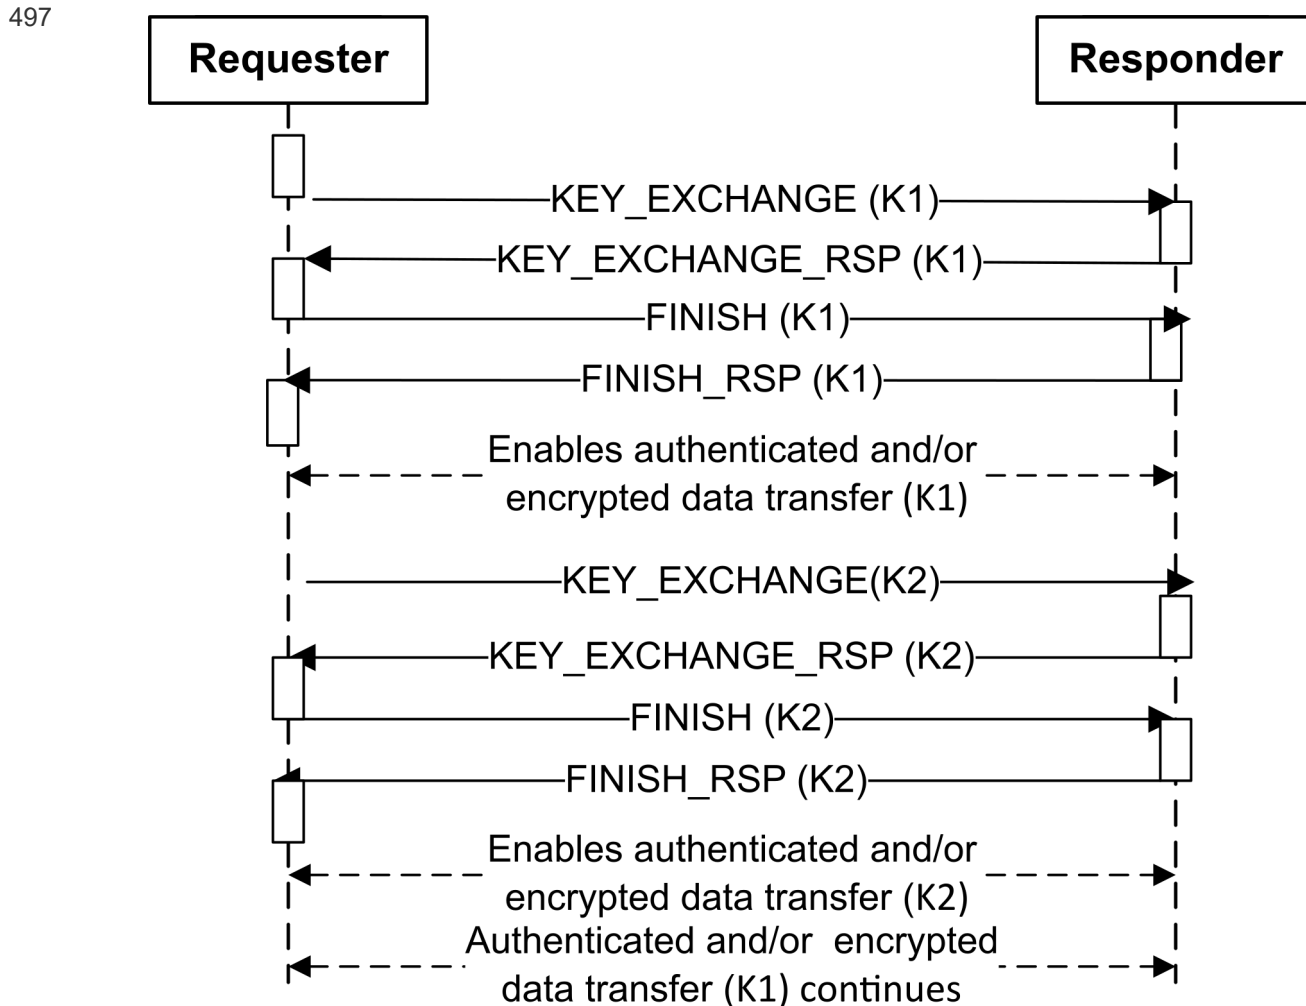 497
Requester
Responder
KEY_EXCHANGE (K1)
KEY_EXCHANGE_RSP (K1)
FINISH (K1)
FINISH_RSP (K1)
Enables authenticated and/or
encrypted data transfer (K1)
KEY_EXCHANGE(K2)
KEY_EXCHANGE_RSP (K2)
FINISH (K2)
FINISH_RSP (K2)
Enables authenticated and/or
encrypted data transfer (K2)
Authenticated and/or encrypted
data transfer (K1) continues